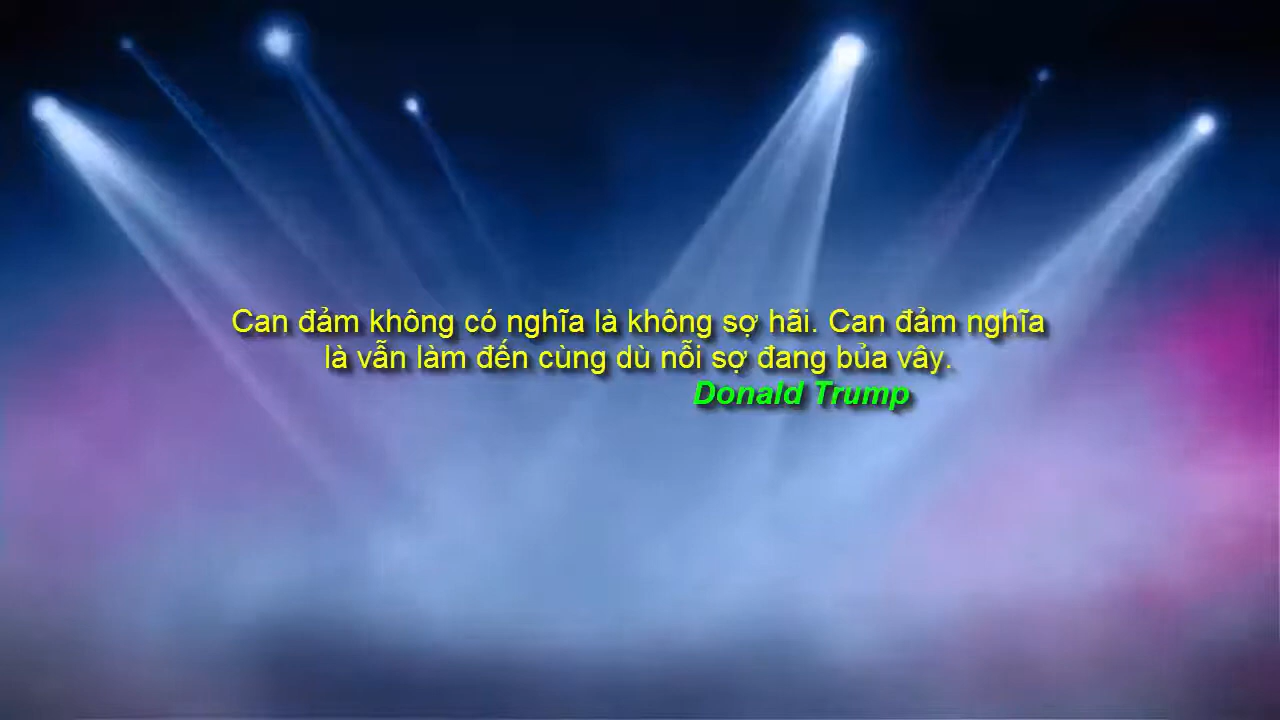 Can đảm không có nghĩa là không sợ hãi. Can đảm nghĩa
là vẫn làm đến cùng dù nỗi sợ đang bủa vây.
Donald Trump